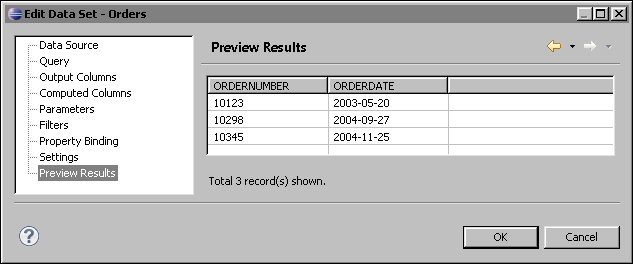 Edit Data Set - Orders
Data Source
Query
Output Columns
Computed Columns
Parameters
Filters
Property Binding
Settings
Preview Results
Preview Results
ORDERNUMBER ORDERDATE
10123 2003-05-20
10298 2004-09-27
10345 2004-11-25
Total 3 record(s) shown.
?
OK Cancel